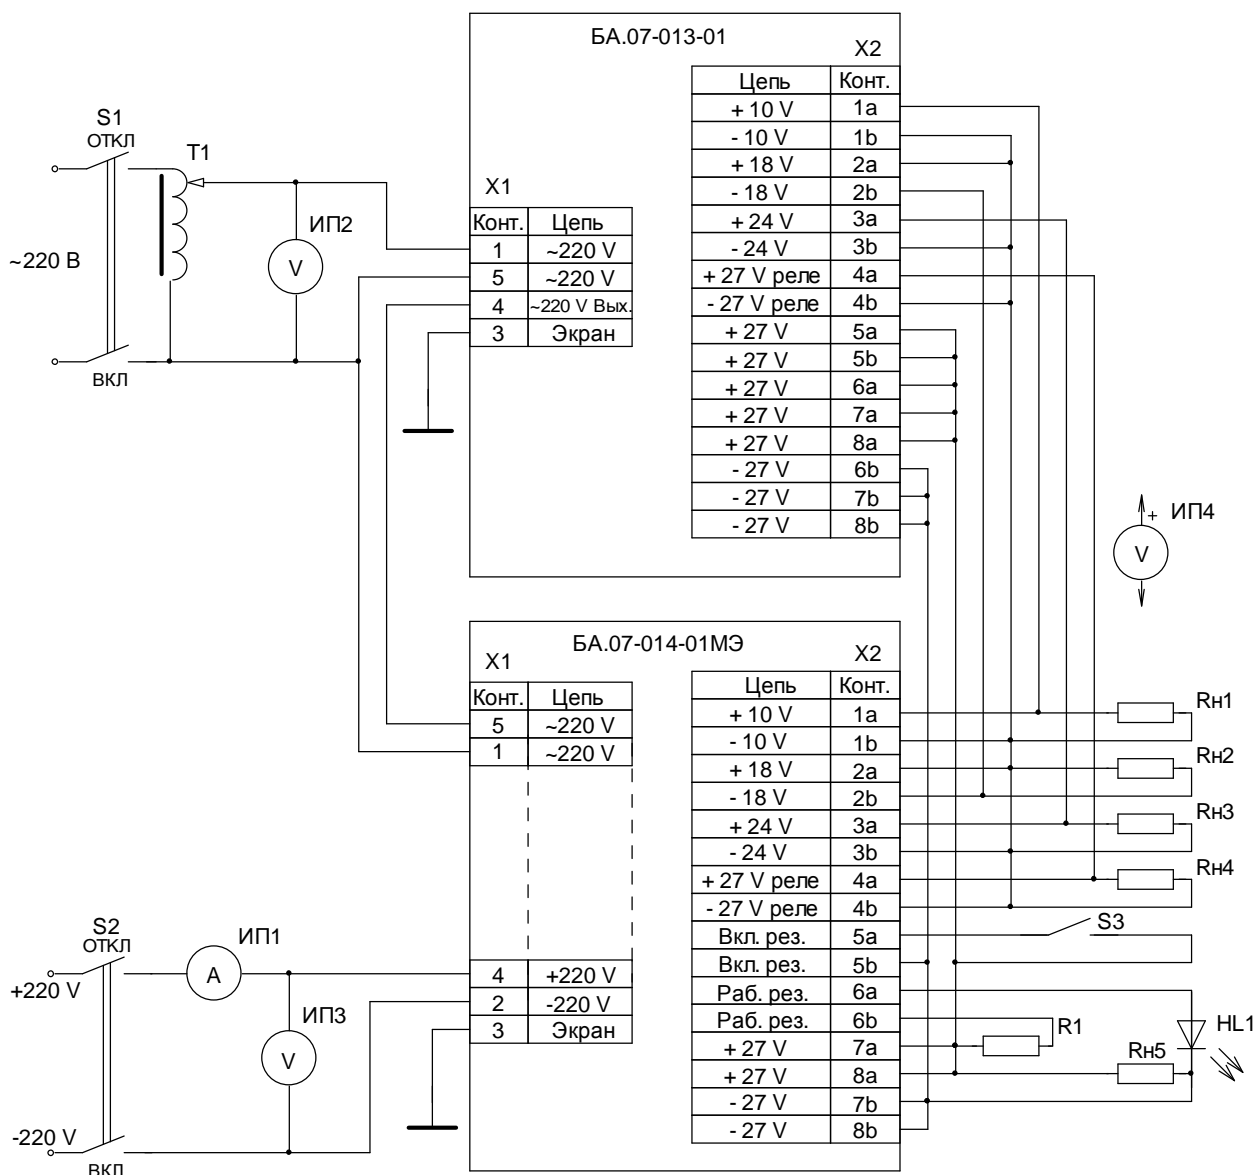 БА.07-013-01
X2
Цепь Конт.
+ 10 V 1a
- 10 V 1b
+ 18 V 2a
- 18 V 2b
+ 24 V 3a
- 24 V 3b
+ 27 V реле 4a
- 27 V реле 4b
+ 27 V 5a
+ 27 V 5b
+ 27 V 6a
+ 27 V 7a
+ 27 V 8a
- 27 V 6b
- 27 V 7b
- 27 V 8b
X1
Конт. Цепь
1 ~220 V
5 ~220 V
4 ~220 V Вых.
3 Экран
S1
ОТКЛ
T1
ИП2
V
~220 В
ВКЛ
ИП4
+
V
БА.07-014-01МЭ
X1
Конт. Цепь
5 ~220 V
1 ~220 V
4 +220 V
2 -220 V
3 Экран
X2
Цепь Конт.
+ 10 V 1a
- 10 V 1b
+ 18 V 2a
- 18 V 2b
+ 24 V 3a
- 24 V 3b
+ 27 V реле 4a
- 27 V реле 4b
Вкл. рез. 5a
Вкл. рез. 5b
Раб. рез. 6a
Раб. рез. 6b
+ 27 V 7a
+ 27 V 8a
- 27 V 7b
- 27 V 8b
Rн1
Rн2
Rн3
Rн4
S3
R1
HL1
Rн5
S2
ОТКЛ
ИП1
A
+220 V
ИП3
V
-220 V
ВКЛ